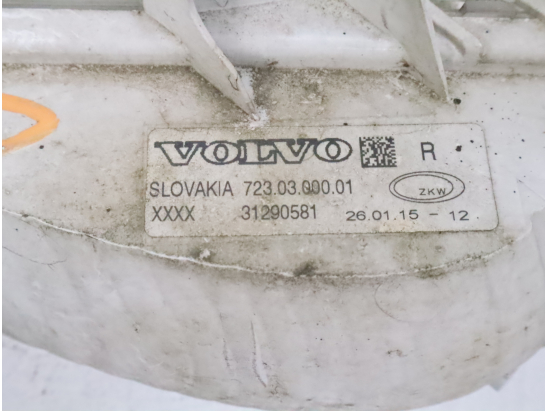 VOLVO R
SLOVAKIA 723.03.000.01 ZKW
XXXX 31290581 26.01.15 - 12